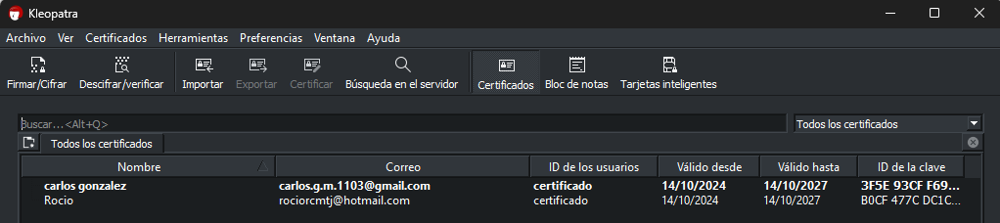 Kleopatra
Archivo Ver Certificados Herramientas Preferencias Ventana Ayuda
Firmar/Cifrar Descifrar/verificar Importar Exportar Certificar Búsqueda en el servidor Certificados Bloc de notas Tarjetas inteligentes
Buscar...<Alt+Q> Todos los certificados
Todos los certificados
Nombre Correo ID de los usuarios Válido desde Válido hasta ID de la clave
carlos gonzalez carlos.g.m.1103@gmail.com certificado 14/10/2024 14/10/2027 3F5E 93CF F69...
Rocio rociorcmtj@hotmail.com certificado 14/10/2024 14/10/2027 B0CF 477C DC1C...